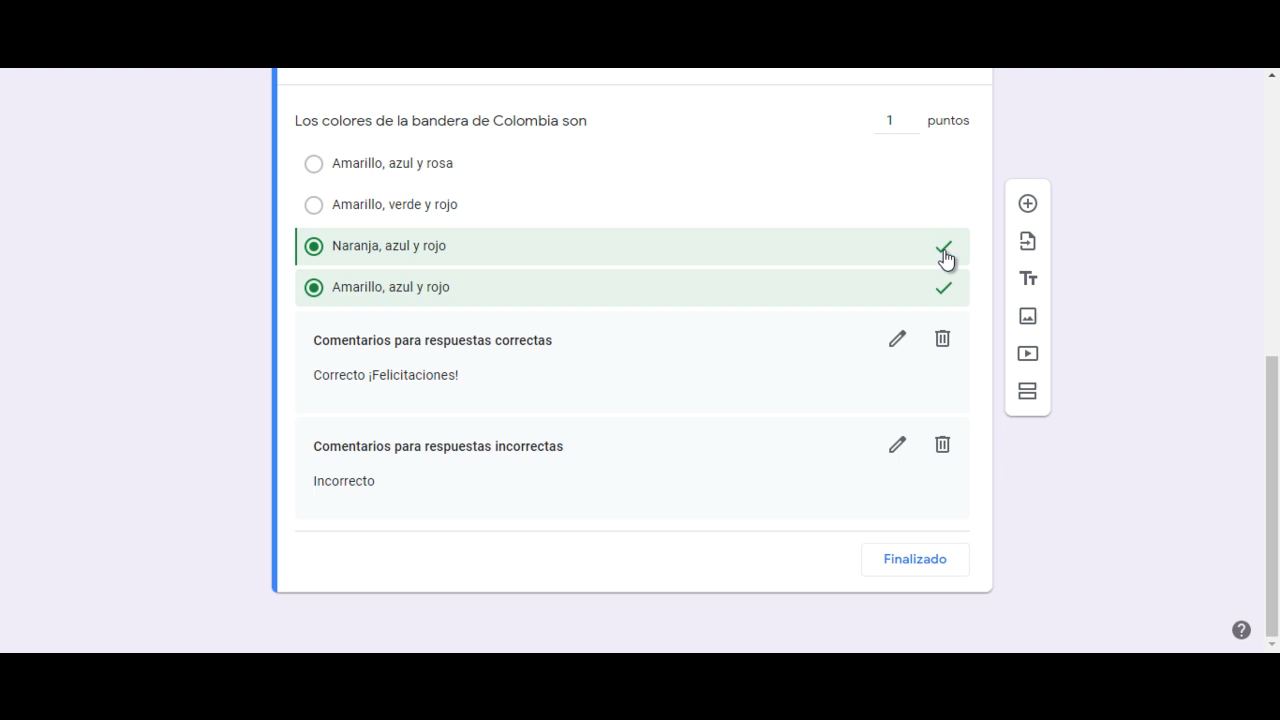 Los colores de la bandera de Colombia son
1 puntos
Amarillo, azul y rosa
Amarillo, verde y rojo
Naranja, azul y rojo
Amarillo, azul y rojo
Comentarios para respuestas correctas
Correcto ¡Felicitaciones!
Comentarios para respuestas incorrectas
Incorrecto
Finalizado